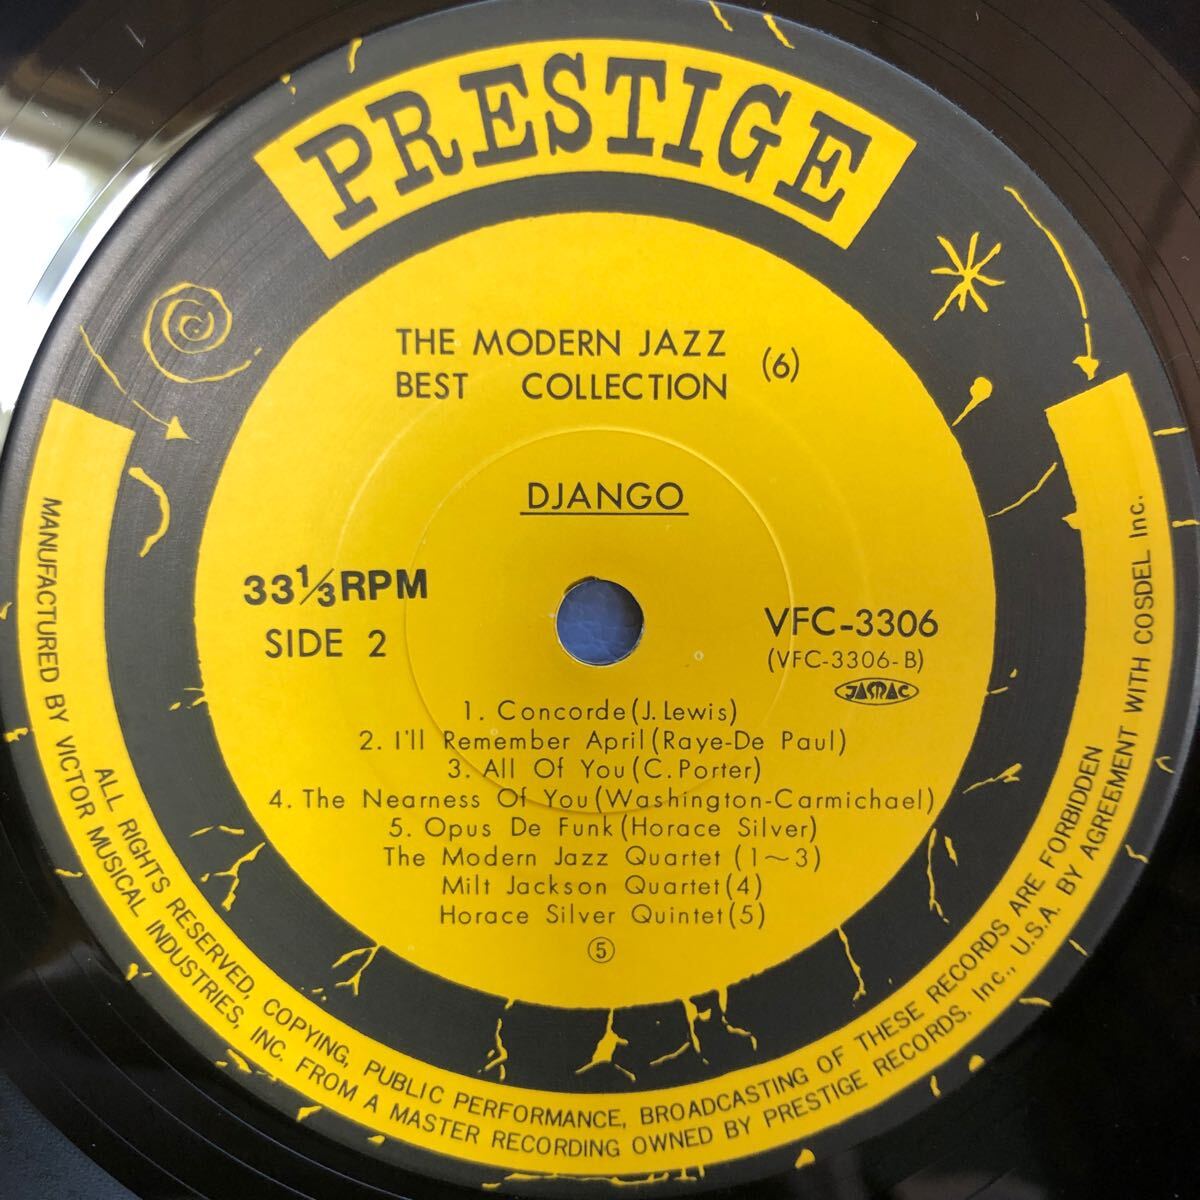 PRESTIGE
THE MODERN JAZZ
BEST COLLECTION (6)
DJANGO
33 1/3 RPM
SIDE 2
VFC-3306
(VFC-3306-B)
JASRAC
1. Concorde (J. Lewis)
2. I'll Remember April (Raye-De Paul)
3. All Of You (C. Porter)
4. The Nearness Of You (Washington-Carmichael)
5. Opus De Funk (Horace Silver)
The Modern Jazz Quartet (1~3)
Milt Jackson Quartet (4)
Horace Silver Quintet (5)
⑤
ALL RIGHTS RESERVED, COPYING, PUBLIC PERFORMANCE, BROADCASTING OF THESE RECORDS ARE FORBIDDEN
MANUFACTURED BY VICTOR MUSICAL INDUSTRIES, INC. FROM A MASTER RECORDING OWNED BY PRESTIGE RECORDS. Inc., U.S.A. BY AGREEMENT WITH COSDEL Inc.